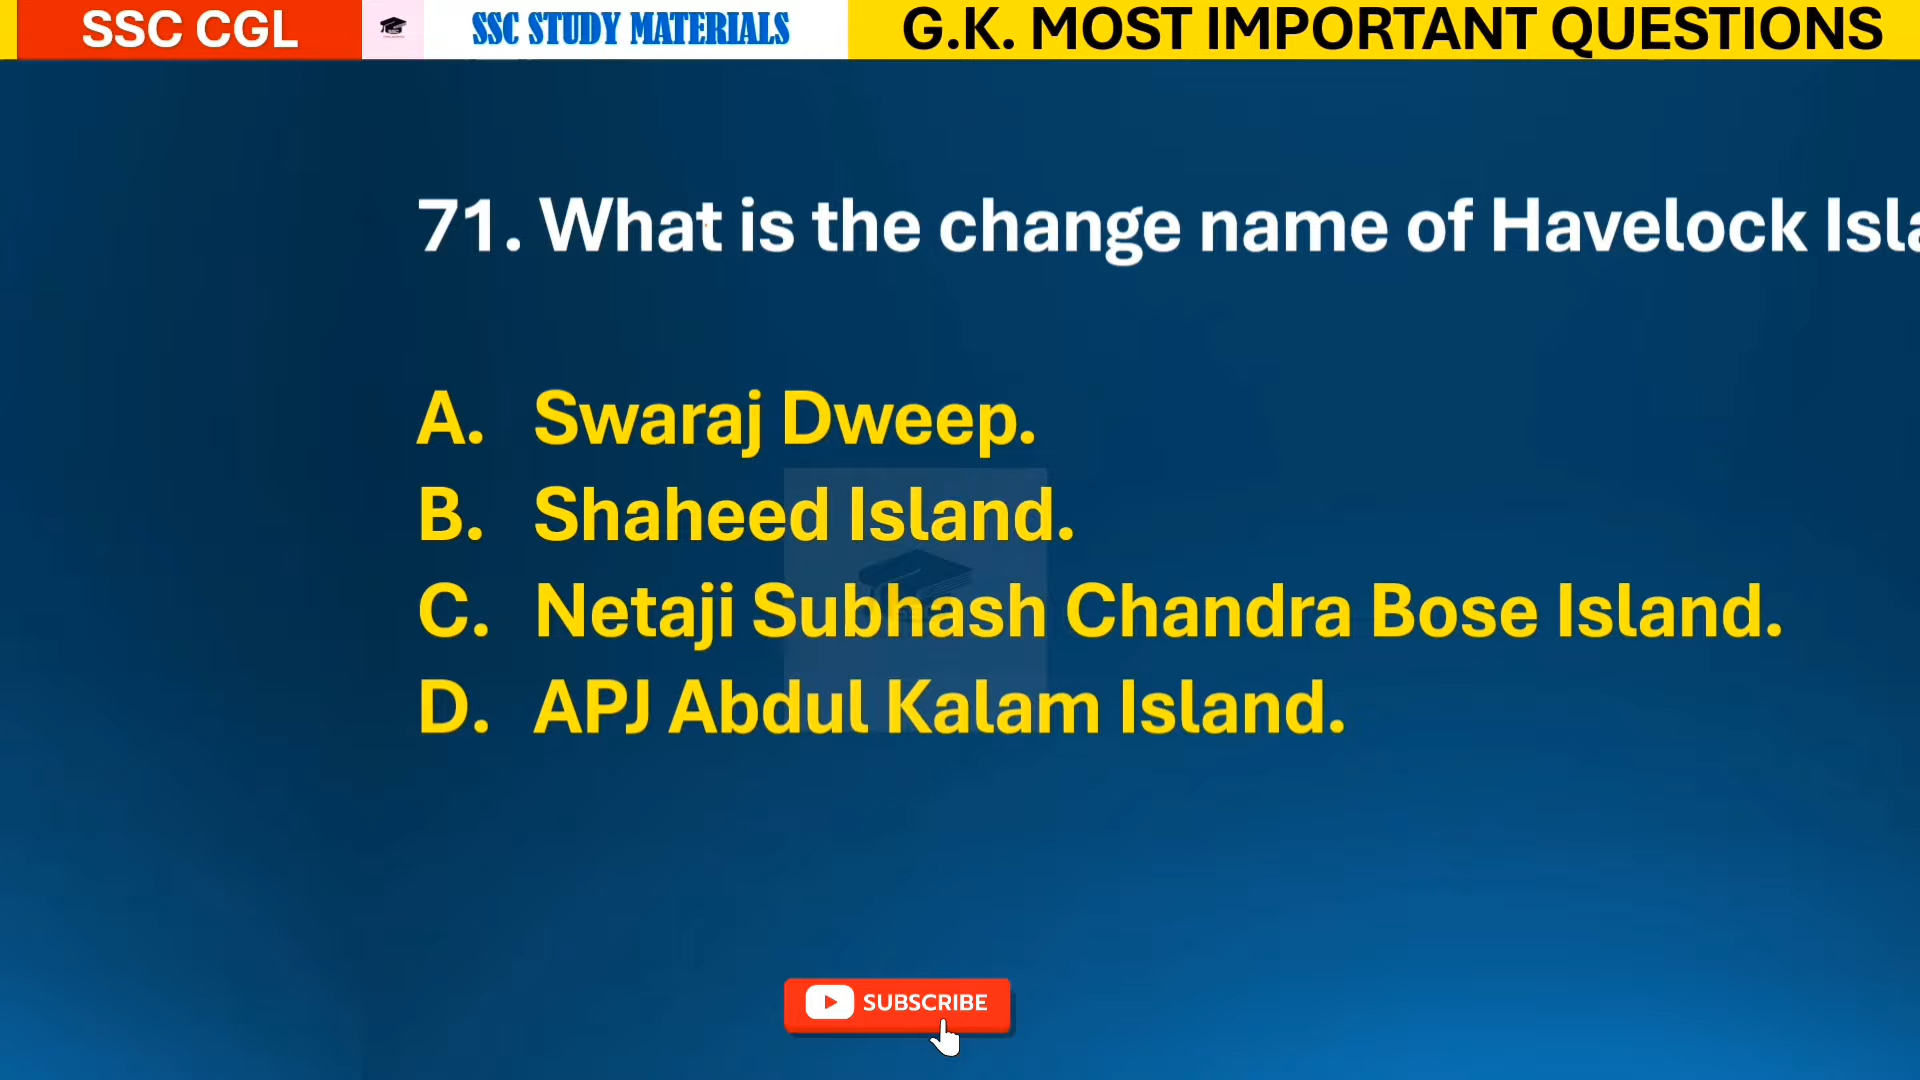 SSC CGL
SSC STUDY MATERIALS
G.K. MOST IMPORTANT QUESTIONS
71. What is the change name of Havelock Isla
A. Swaraj Dweep.
B. Shaheed Island.
C. Netaji Subhash Chandra Bose Island.
D. APJ Abdul Kalam Island.
SUBSCRIBE